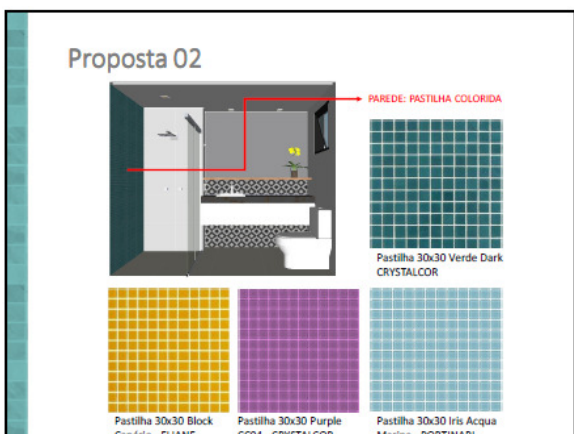 Proposta 02
PAREDE: PASTILHA COLORIDA
Pastilha 30x30 Verde Dark
CRYSTALCOR
Pastilha 30x30 Block
Pastilha 30x30 Purple
Pastilha 30x30 Iris Acqua